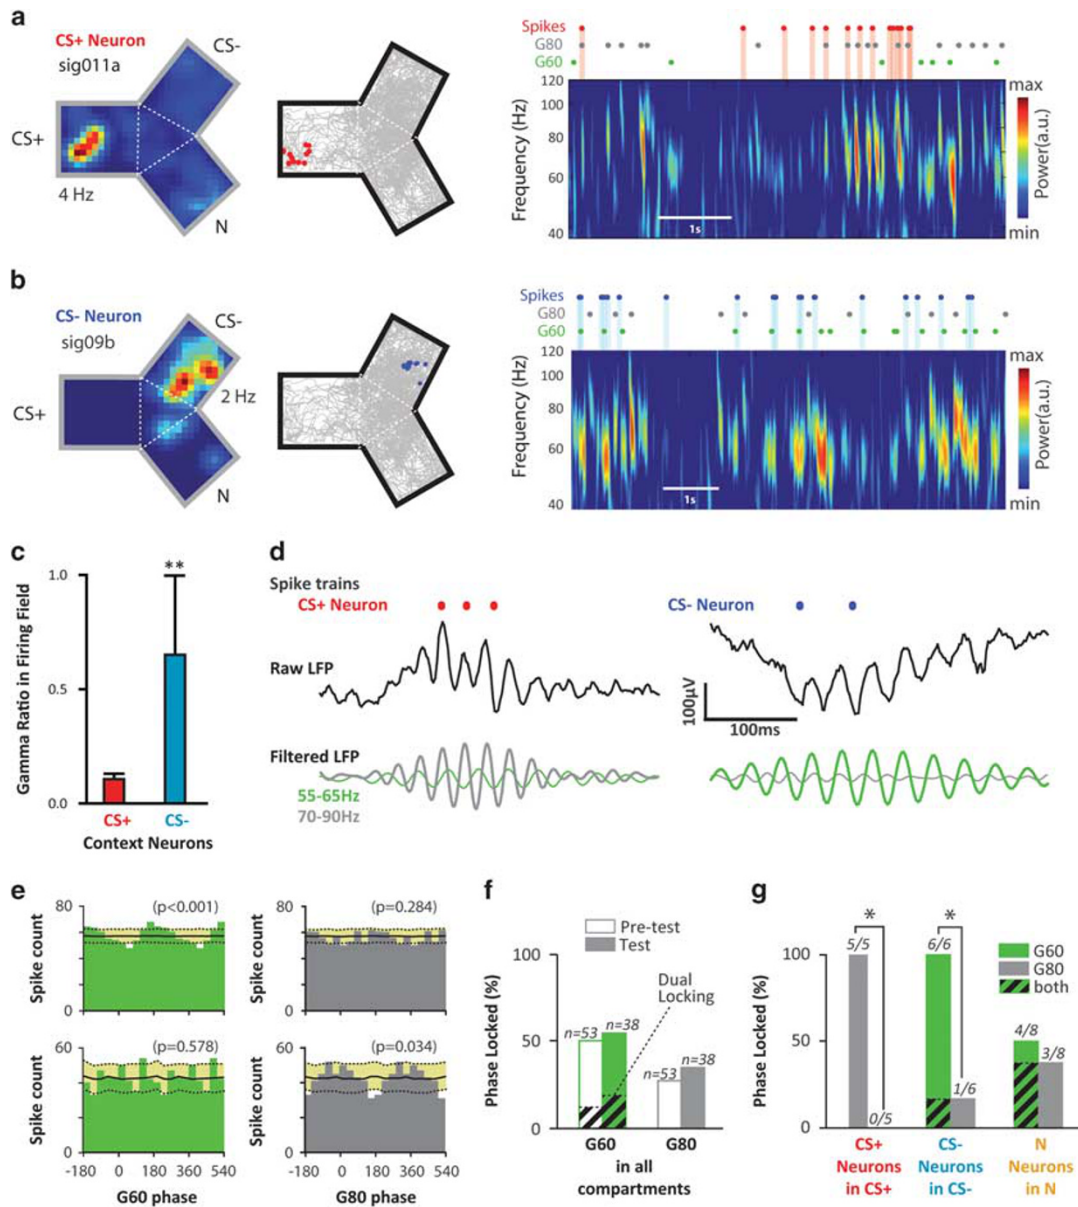 a
CS+ Neuron
sig011a
CS-
CS+
4 Hz
N
Spikes
G80
G60
120
100
80
60
40
Frequency (Hz)
1s
max
Power(a.u.)
min
b
CS- Neuron
sig09b
CS-
CS+
2 Hz
N
Spikes
G80
G60
120
100
80
60
40
Frequency (Hz)
1s
max
Power(a.u.)
min
c
**
1.0
0.5
0.0
Gamma Ratio in Firing Field
CS+ CS-
Context Neurons
d
Spike trains
CS+ Neuron
CS- Neuron
Raw LFP
100µV
100ms
Filtered LFP
55-65Hz
70-90Hz
e
80
60
0
Spike count
(p<0.001)
80
0
Spike count
(p=0.284)
60
0
Spike count
(p=0.578)
-180 0 180 360 540
G60 phase
60
0
Spike count
(p=0.034)
-180 0 180 360 540
G80 phase
f
Pre-test
Test
Dual
Locking
100
50
0
Phase Locked (%)
n=53 n=38
n=53 n=38
G60 G80
in all
compartments
g
* *
5/5 6/6
G60
G80
both
100
50
0
Phase Locked (%)
0/5
1/6
4/8
3/8
CS+
Neurons
in CS+
CS-
Neurons
in CS-
N
Neurons
in N